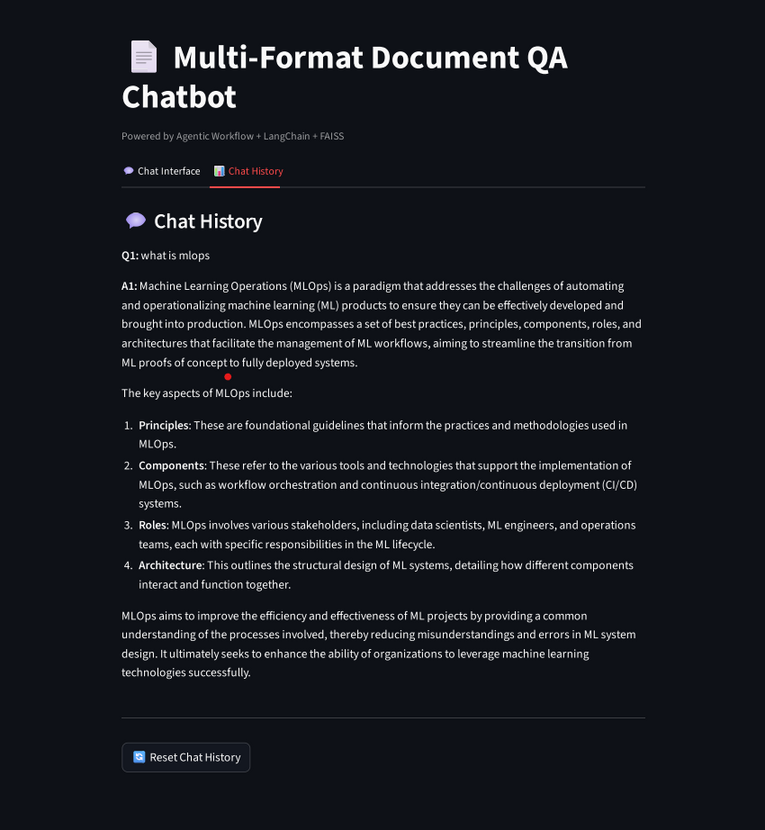 Multi-Format Document QA
Chatbot
Powered by Agentic Workflow + LangChain + FAISS
Chat Interface Chat History
Chat History
Q1: what is mlops
A1: Machine Learning Operations (MLOps) is a paradigm that addresses the challenges of automating
and operationalizing machine learning (ML) products to ensure they can be effectively developed and
brought into production. MLOps encompasses a set of best practices, principles, components, roles, and
architectures that facilitate the management of ML workflows, aiming to streamline the transition from
ML proofs of concept to fully deployed systems.
The key aspects of MLOps include:
1. Principles: These are foundational guidelines that inform the practices and methodologies used in
MLOps.
2. Components: These refer to the various tools and technologies that support the implementation of
MLOps, such as workflow orchestration and continuous integration/continuous deployment (CI/CD)
systems.
3. Roles: MLOps involves various stakeholders, including data scientists, ML engineers, and operations
teams, each with specific responsibilities in the ML lifecycle.
4. Architecture: This outlines the structural design of ML systems, detailing how different components
interact and function together.
MLOps aims to improve the efficiency and effectiveness of ML projects by providing a common
understanding of the processes involved, thereby reducing misunderstandings and errors in ML system
design. It ultimately seeks to enhance the ability of organizations to leverage machine learning
technologies successfully.
Reset Chat History